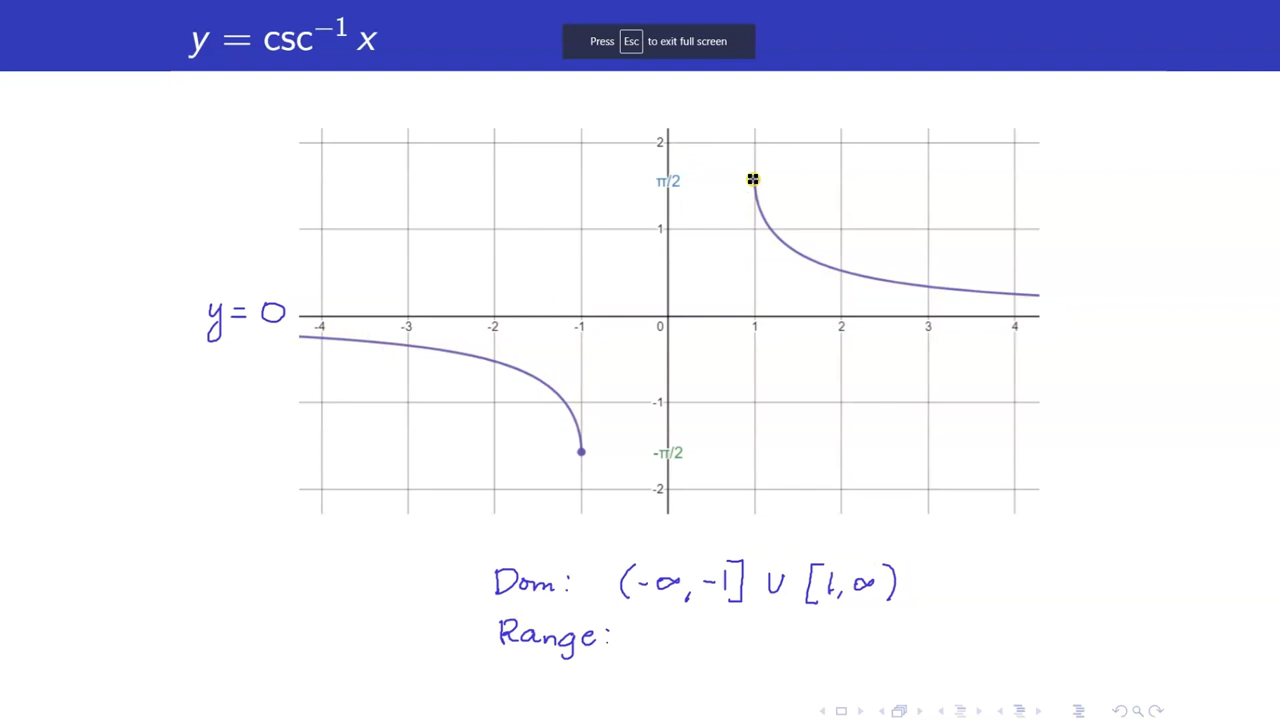 y = csc⁻¹ x
Press Esc to exit full screen
2
π/2
1
y = 0
-4 -3 -2 -1 0 1 2 3 4
-1
-π/2
-2
Dom: (-∞, -1] ∪ [1, ∞)
Range: